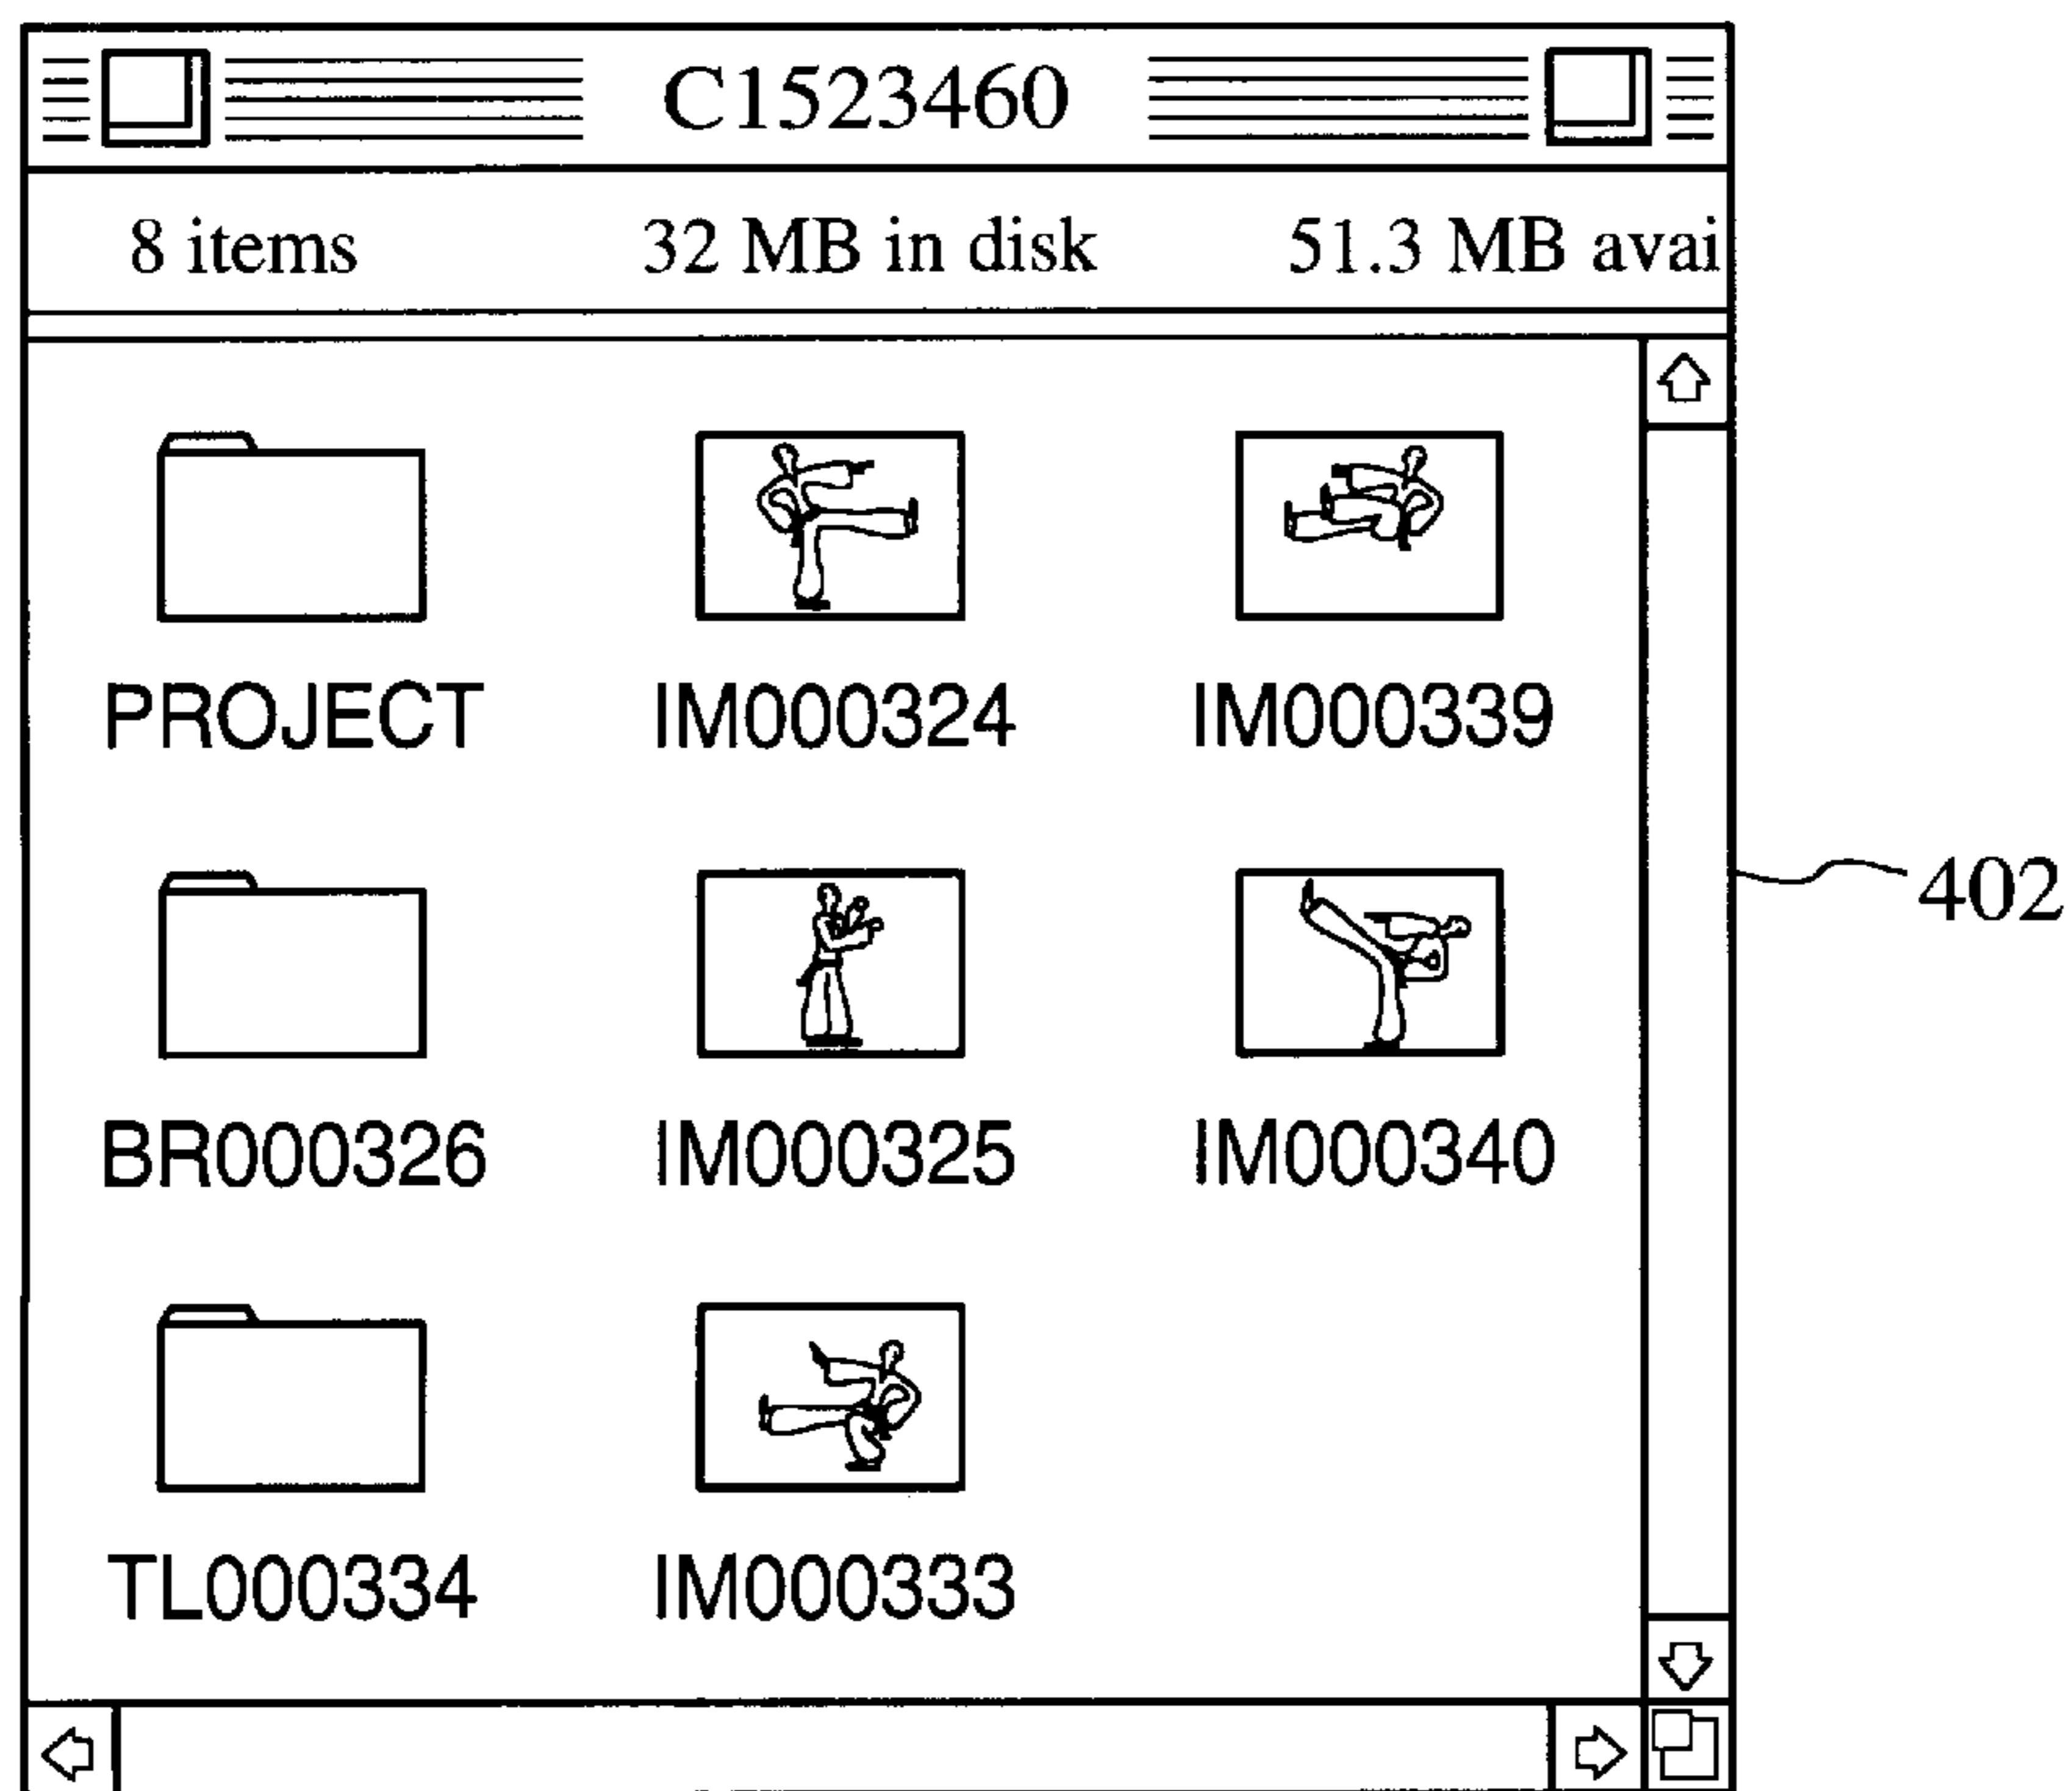 C1523460
8 items 32 MB in disk 51.3 MB avai
PROJECT IM000324 IM000339
402
BR000326 IM000325 IM000340
TL000334 IM000333